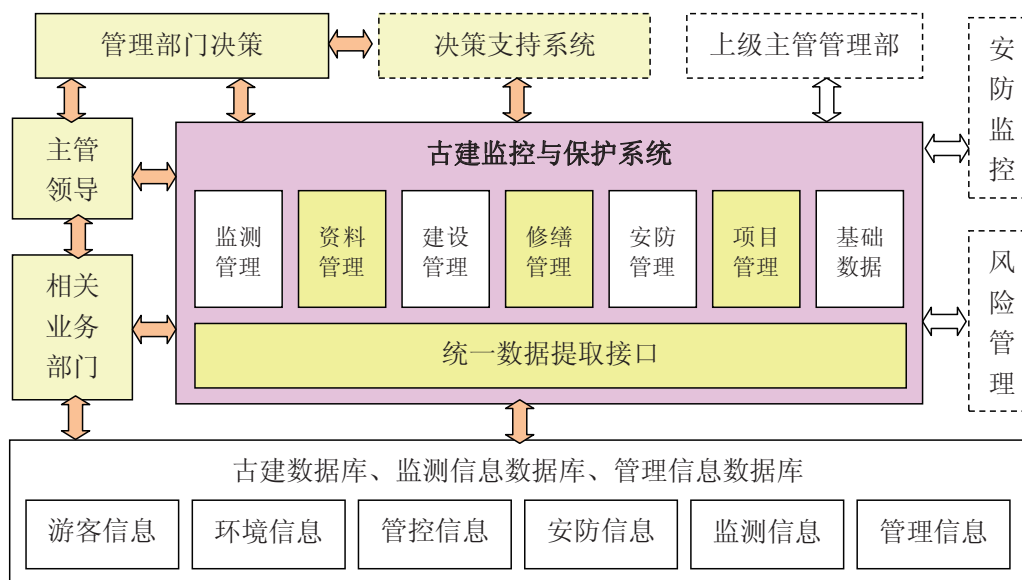 管理部门决策
决策支持系统
上级主管管理部
安
防
监
控
主管
领导
古建监控与保护系统
监测
管理
资料
管理
建设
管理
修缮
管理
安防
管理
项目
管理
基础
数据
相关
业务
部门
风
险
管
理
统一数据提取接口
古建数据库、监测信息数据库、管理信息数据库
游客信息
环境信息
管控信息
安防信息
监测信息
管理信息